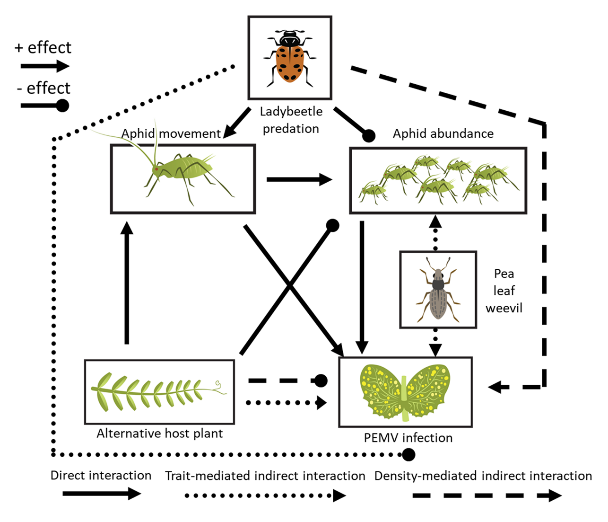 + effect
- effect
Ladybeetle
predation
Aphid movement
Aphid abundance
Pea
leaf
weevil
Alternative host plant
PEMV infection
Direct interaction
Trait-mediated indirect interaction
Density-mediated indirect interaction